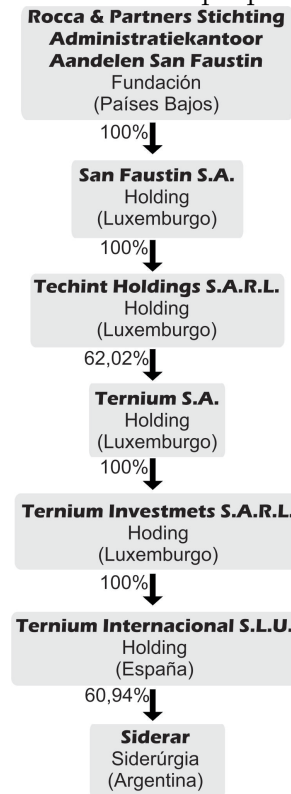 Rocca & Partners Stichting
Administratiekantoor
Aandelen San Faustin
Fundación
(Países Bajos)
100%
San Faustin S.A.
Holding
(Luxemburgo)
100%
Techint Holdings S.A.R.L.
Holding
(Luxemburgo)
62,02%
Ternium S.A.
Holding
(Luxemburgo)
100%
Ternium Investmets S.A.R.L.
Hoding
(Luxemburgo)
100%
Ternium Internacional S.L.U.
Holding
(España)
60,94%
Siderar
Siderúrgia
(Argentina)